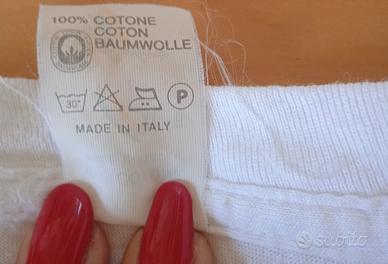 100% COTONE
COTON
BAUMWOLLE
30°
P
MADE IN ITALY
subito